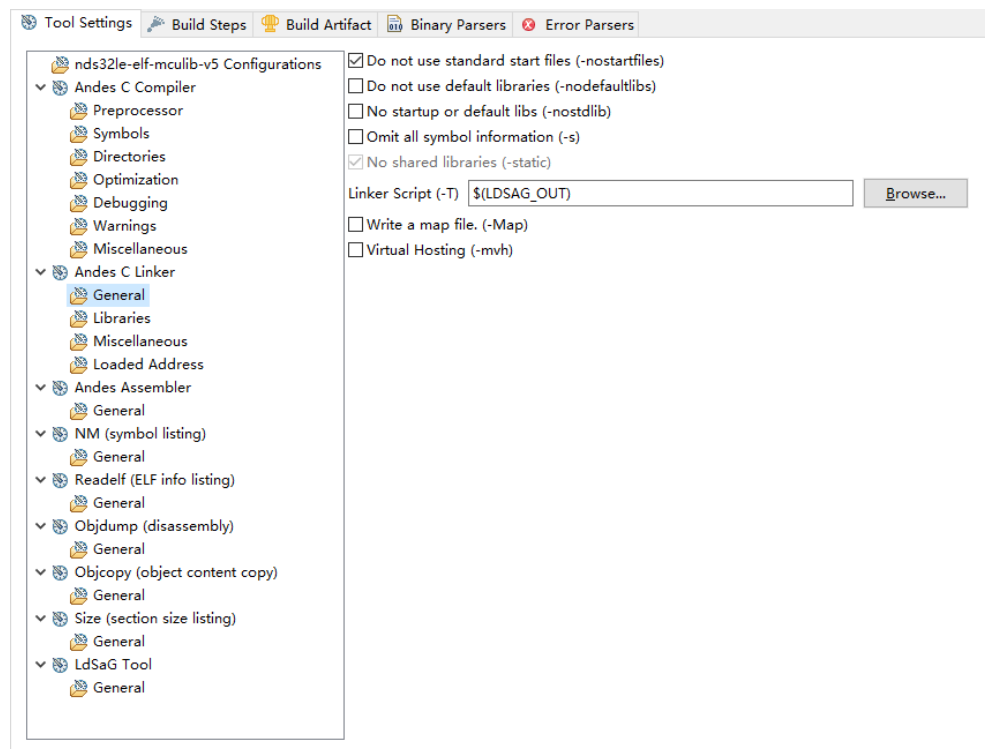 Tool Settings Build Steps Build Artifact Binary Parsers Error Parsers
nds32le-elf-mculib-v5 Configurations
Andes C Compiler
Preprocessor
Symbols
Directories
Optimization
Debugging
Warnings
Miscellaneous
Andes C Linker
General
Libraries
Miscellaneous
Loaded Address
Andes Assembler
General
NM (symbol listing)
General
Readelf (ELF info listing)
General
Objdump (disassembly)
General
Objcopy (object content copy)
General
Size (section size listing)
General
LdSaG Tool
General
Do not use standard start files (-nostartfiles)
Do not use default libraries (-nodefaultlibs)
No startup or default libs (-nostdlib)
Omit all symbol information (-s)
No shared libraries (-static)
Linker Script (-T) $(LDSAG_OUT) Browse...
Write a map file. (-Map)
Virtual Hosting (-mvh)